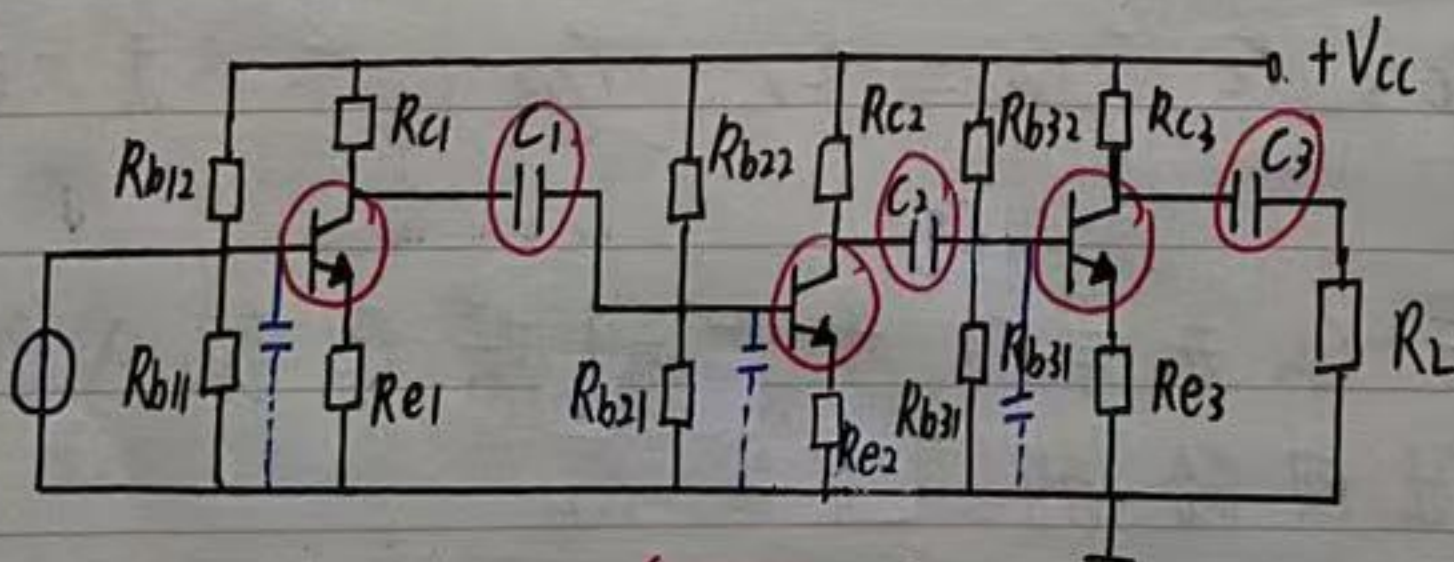 +Vcc
Rb12
Rc1
C1
Rb22
Rc2
C2
Rb32
Rc3
C3
Rb11
Re1
Rb21
Re2
Rb31
Rb31
Re3
RL